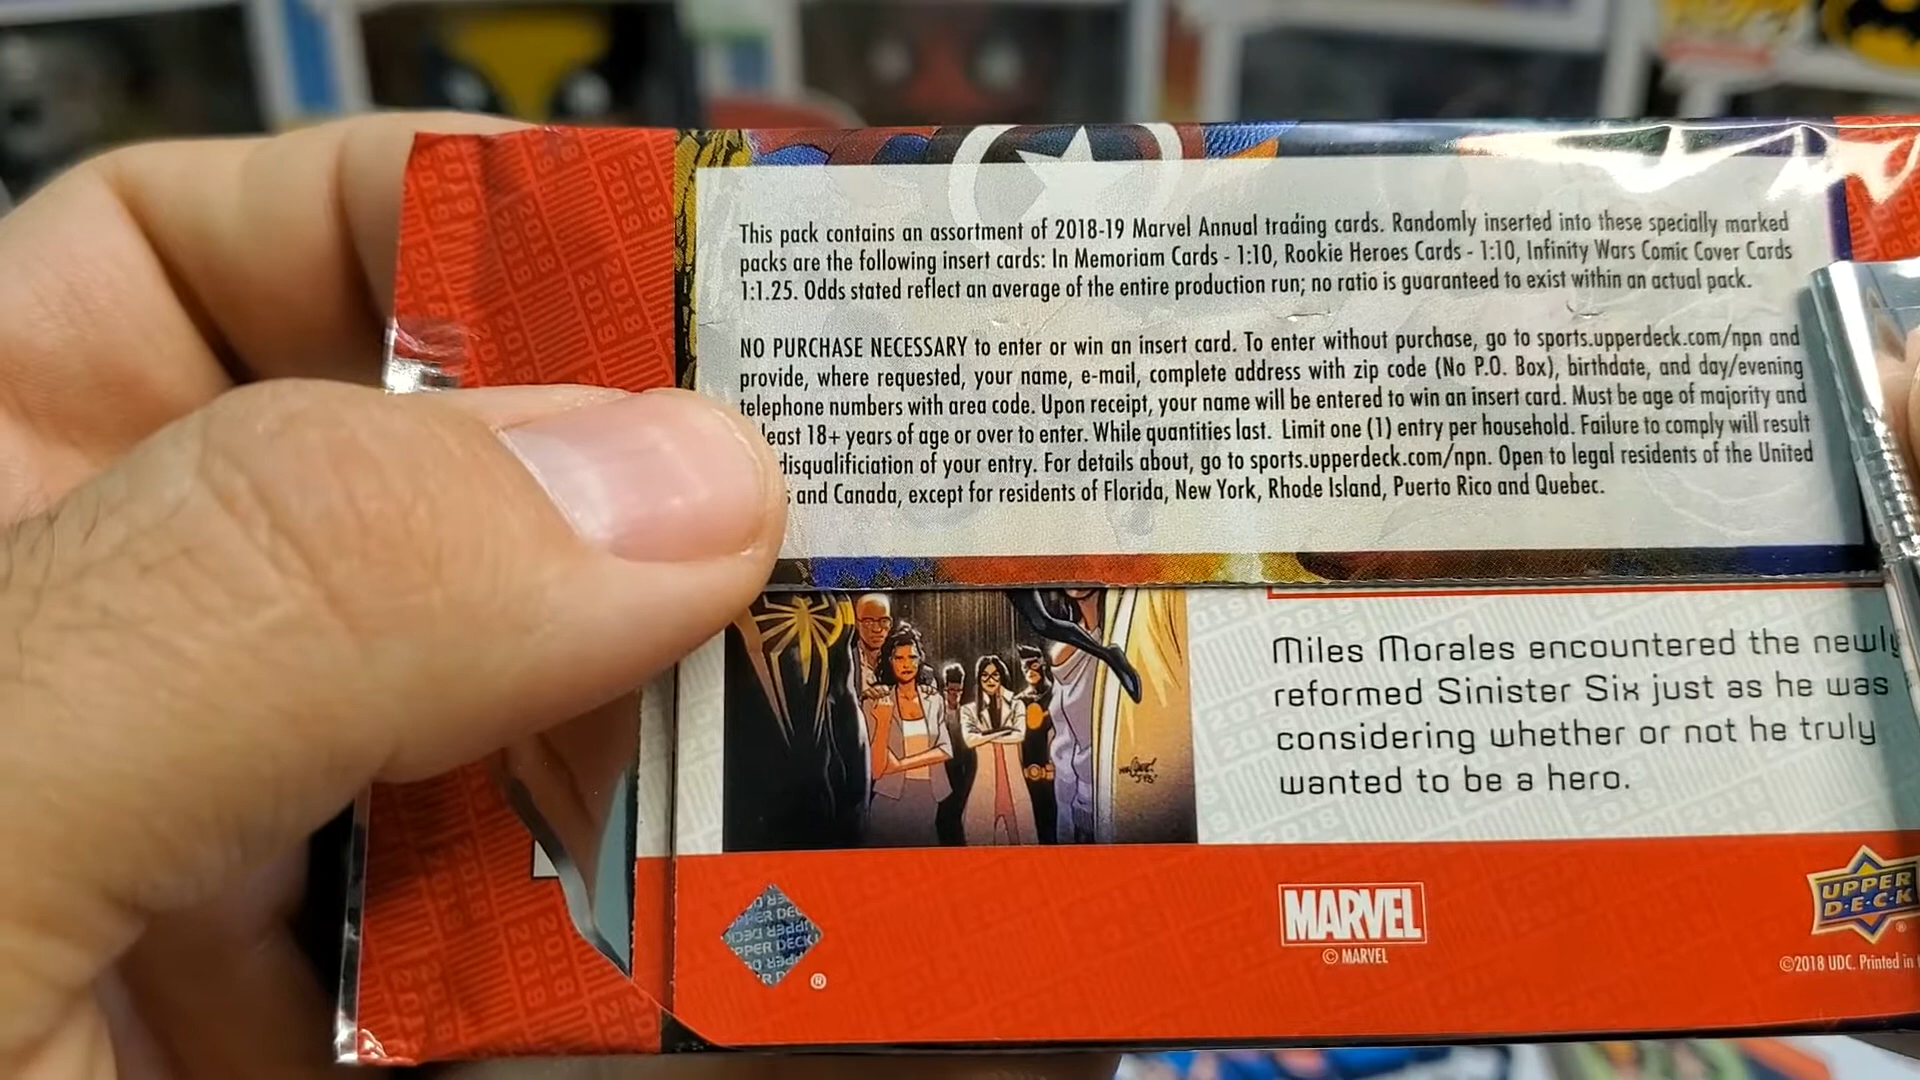 This pack contains an assortment of 2018-19 Marvel Annual trading cards. Randomly inserted into these specially marked
packs are the following insert cards: In Memoriam Cards - 1:10, Rookie Heroes Cards - 1:10, Infinity Wars Comic Cover Cards
1:1.25. Odds stated reflect an average of the entire production run; no ratio is guaranteed to exist within an actual pack.
NO PURCHASE NECESSARY to enter or win an insert card. To enter without purchase, go to sports.upperdeck.com/npn and
provide, where requested, your name, e-mail, complete address with zip code (No P.O. Box), birthdate, and day/evening
telephone numbers with area code. Upon receipt, your name will be entered to win an insert card. Must be age of majority and
least 18+ years of age or over to enter. While quantities last. Limit one (1) entry per household. Failure to comply will result
disqualificiation of your entry. For details about, go to sports.upperdeck.com/npn. Open to legal residents of the United
and Canada, except for residents of Florida, New York, Rhode Island, Puerto Rico and Quebec.
Miles Morales encountered the newly
reformed Sinister Six just as he was
considering whether or not he truly
wanted to be a hero.
MARVEL
© MARVEL
UPPER
D·E·C·K
®
©2018 UDC. Printed in
UPPER DECK
®
2018
2019